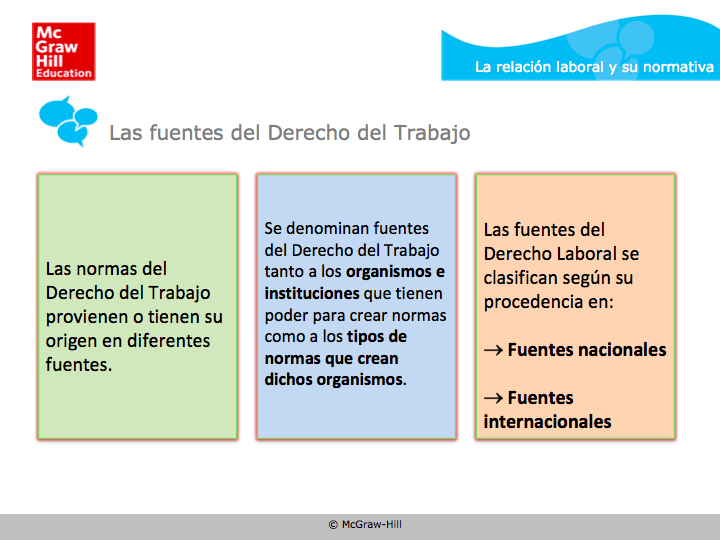 Mc
Graw
Hill
Education
La relación laboral y su normativa
Las fuentes del Derecho del Trabajo
Las normas del
Derecho del Trabajo
provienen o tienen su
origen en diferentes
fuentes.
Se denominan fuentes
del Derecho del Trabajo
tanto a los organismos e
instituciones que tienen
poder para crear normas
como a los tipos de
normas que crean
dichos organismos.
Las fuentes del
Derecho Laboral se
clasifican según su
procedencia en:
→ Fuentes nacionales
→ Fuentes
internacionales
© McGraw-Hill